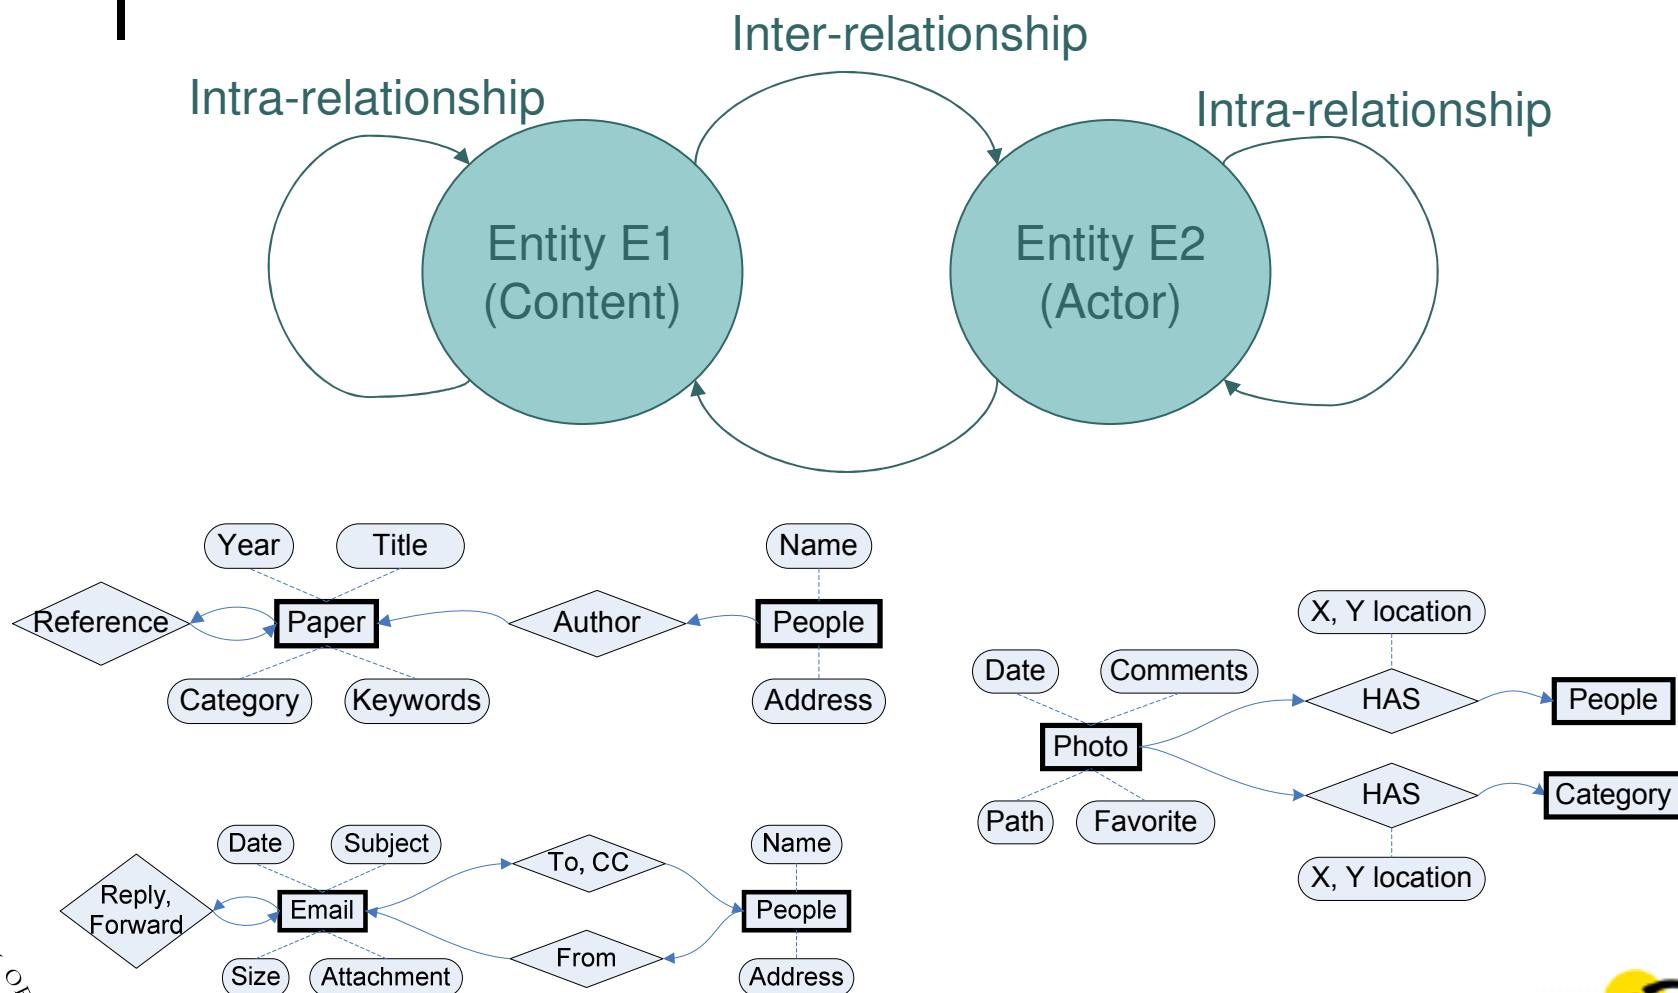 Inter-relationship
Intra-relationship
Intra-relationship
Entity E1
(Content)
Entity E2
(Actor)
Year
Title
Name
Reference
Paper
Author
People
Category
Keywords
Address
X, Y location
Date
Comments
HAS
People
Photo
HAS
Category
Path
Favorite
X, Y location
Date
Subject
Name
To, CC
Reply,
Forward
Email
People
From
Size
Attachment
Address
OF